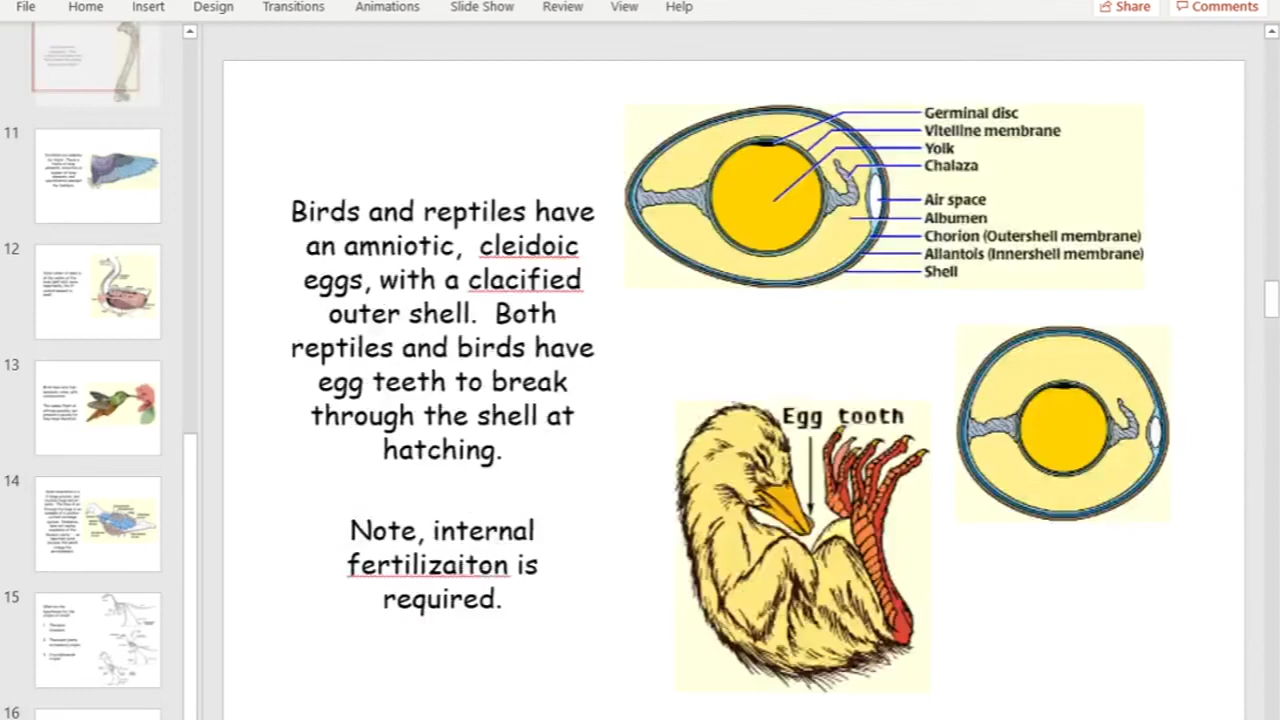 File Home Insert Design Transitions Animations Slide Show Review View Help Share Comments
11
12
13
14
15
16
Birds and reptiles have
an amniotic, cleidoic
eggs, with a clacified
outer shell. Both
reptiles and birds have
egg teeth to break
through the shell at
hatching.
Note, internal
fertilizaiton is
required.
Germinal disc
Vitelline membrane
Yolk
Chalaza
Air space
Albumen
Chorion (Outershell membrane)
Allantois (Innershell membrane)
Shell
Egg tooth